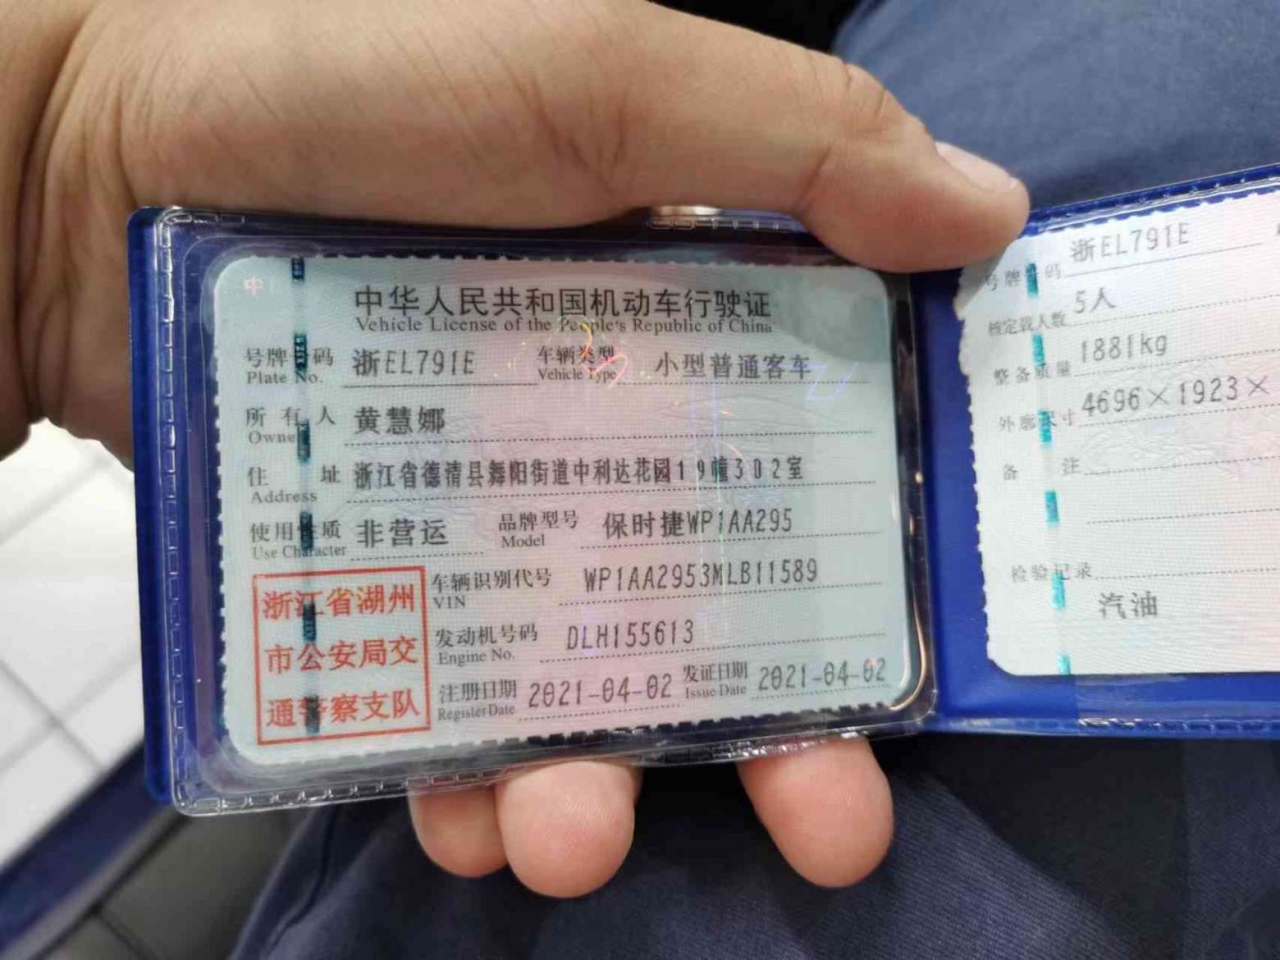 中华人民共和国机动车行驶证
Vehicle License of the People's Republic of China
号牌号码 浙EL791E 车辆类型 小型普通客车
Plate No. Vehicle Type
所有人 黄慧娜
Owner
住址 浙江省德清县舞阳街道中利达花园19幢302室
Address
使用性质 非营运 品牌型号 保时捷WP1AA295
Use Character Model
浙江省湖州
市公安局交
通警察支队
车辆识别代号 WP1AA2953MLB11589
VIN
发动机号码 DLH155613
Engine No.
注册日期 2021-04-02 发证日期 2021-04-02
Register Date Issue Date
号牌号码 浙EL791E
核定载人数 5人
整备质量 1881kg
外廓尺寸 4696×1923×
备注
检验记录
汽油